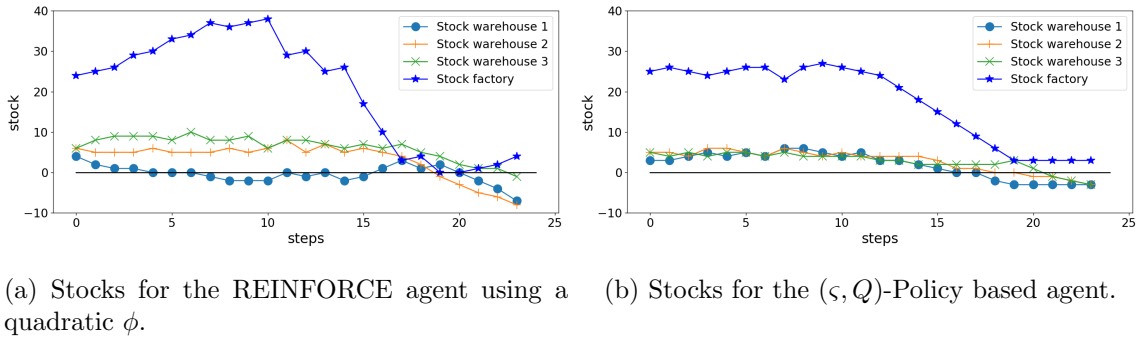 40
30
20
10
0
−10
stock
0
5
10
15
20
25
steps
Stock warehouse 1
Stock warehouse 2
Stock warehouse 3
Stock factory
(a) Stocks for the REINFORCE agent using a
quadratic ϕ.
40
30
20
10
0
−10
stock
0
5
10
15
20
25
steps
Stock warehouse 1
Stock warehouse 2
Stock warehouse 3
Stock factory
(b) Stocks for the (ς, Q)-Policy based agent.